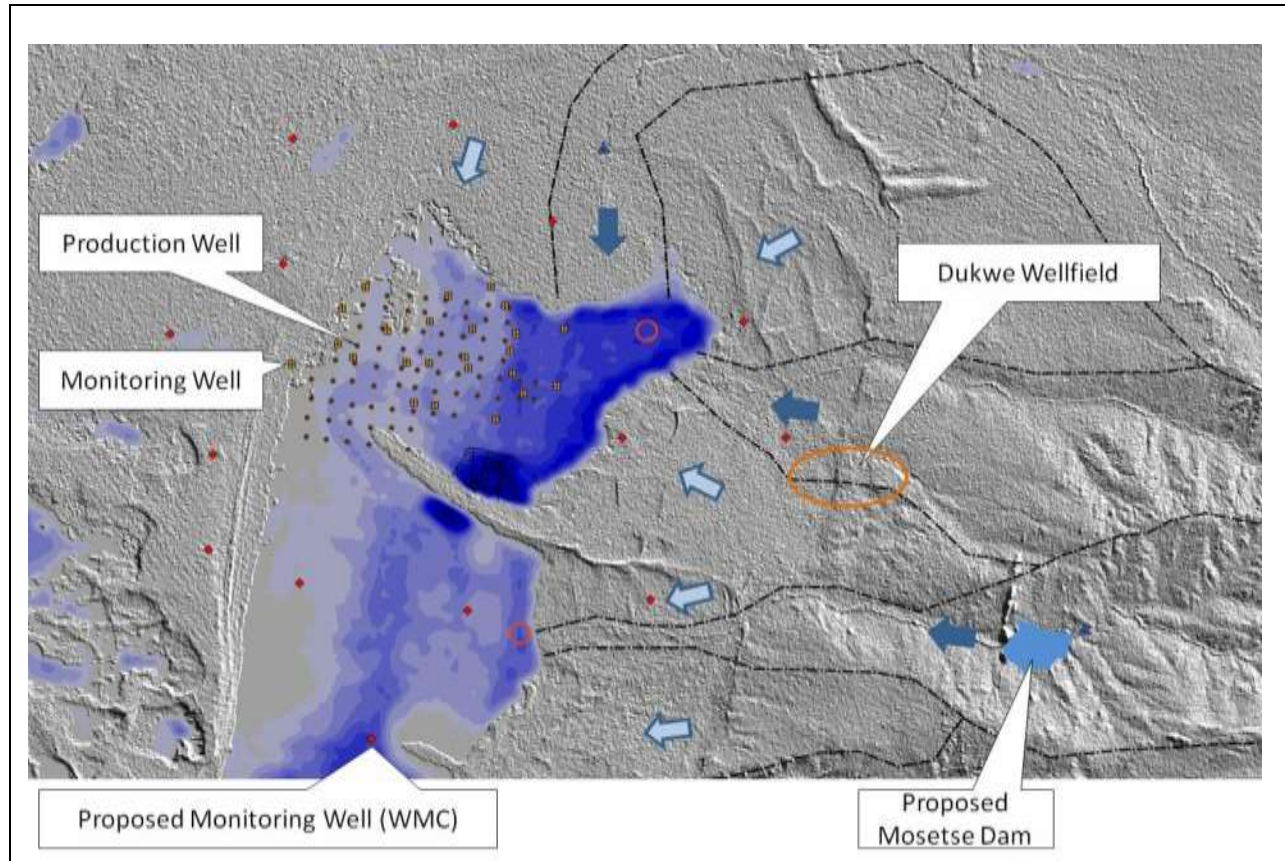 Production Well
Dukwe Wellfield
Monitoring Well
Proposed Monitoring Well (WMC)
Proposed
Mosetse Dam